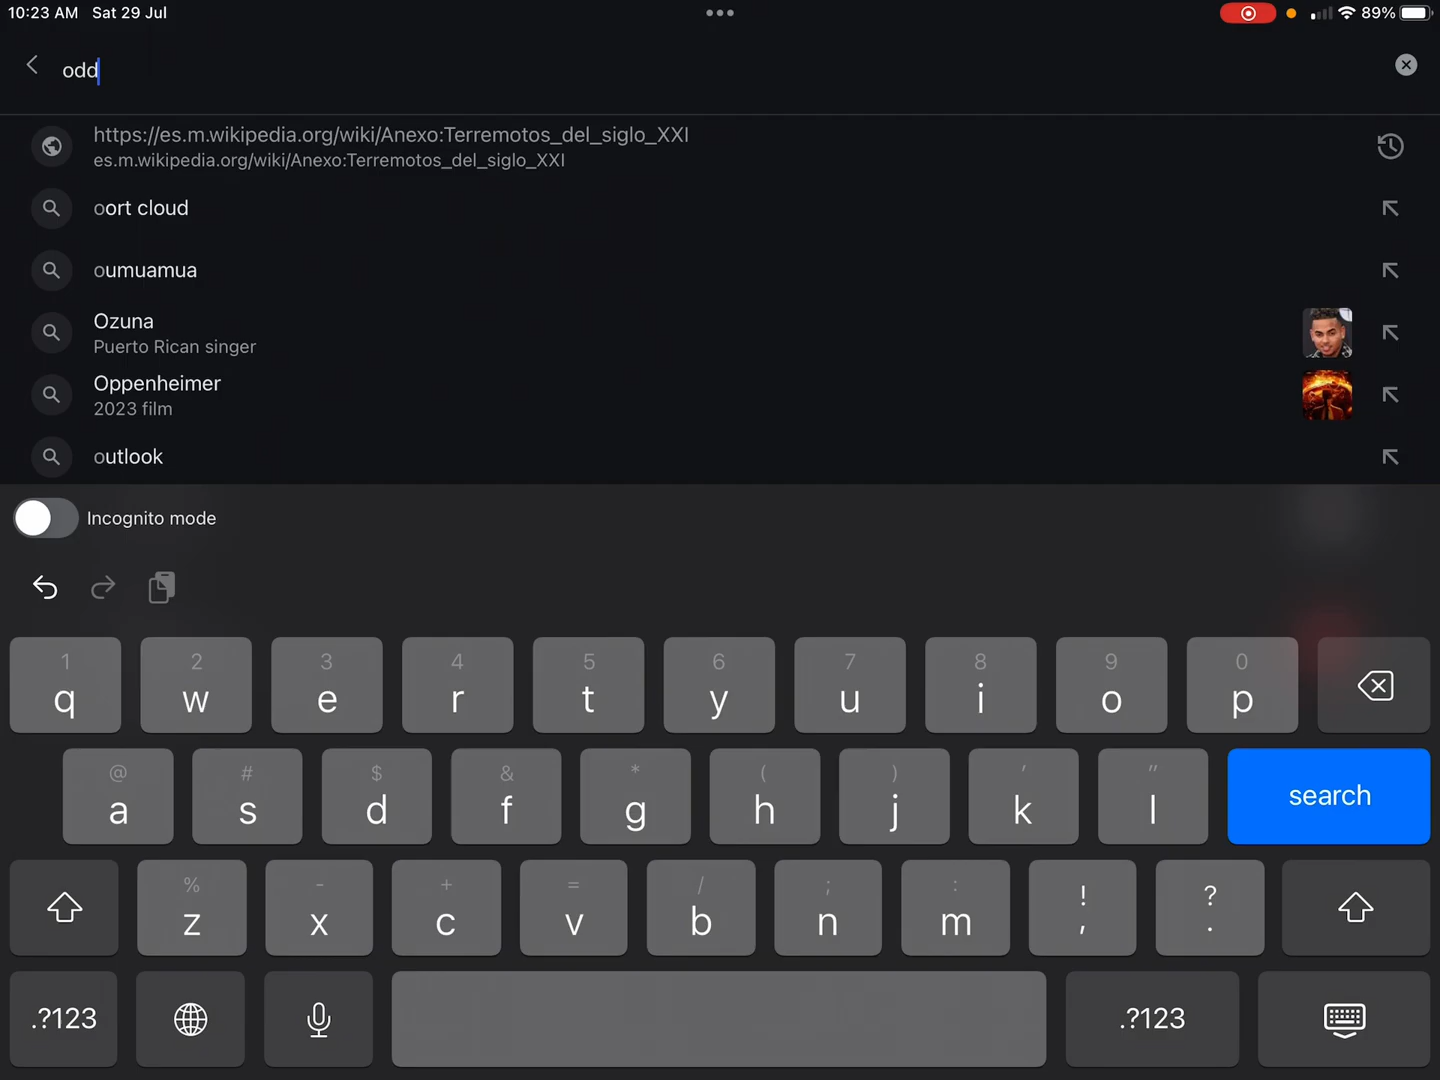 10:23 AM Sat 29 Jul
89%
odd
https://es.m.wikipedia.org/wiki/Anexo:Terremotos_del_siglo_XXI
es.m.wikipedia.org/wiki/Anexo:Terremotos_del_siglo_XXI
oort cloud
oumuamua
Ozuna
Puerto Rican singer
Oppenheimer
2023 film
outlook
Incognito mode
1 2 3 4 5 6 7 8 9 0
q w e r t y u i o p
@ # $ & * ( ) ' "
a s d f g h j k l search
% - + = / ; : ! ?
z x c v b n m , .
.?123 .?123